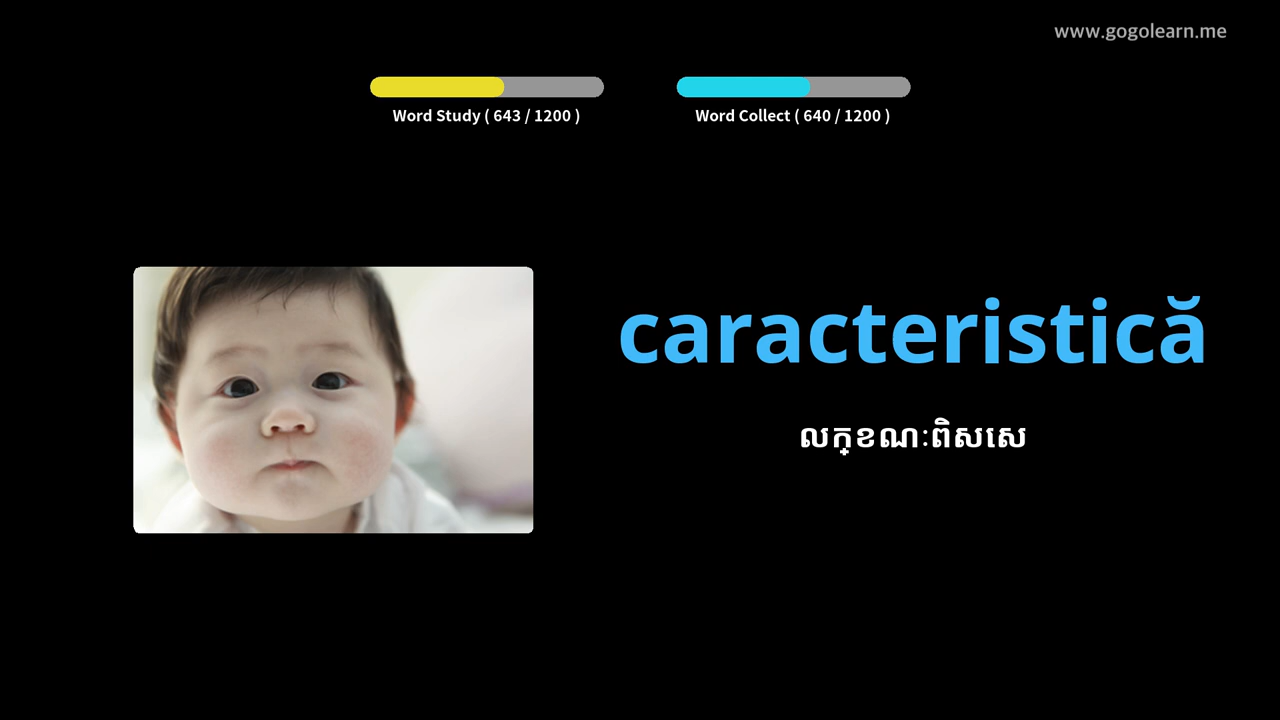 www.gogolearn.me
Word Study ( 643 / 1200 )
Word Collect ( 640 / 1200 )
caracteristică
លក្ខណៈពិសេស